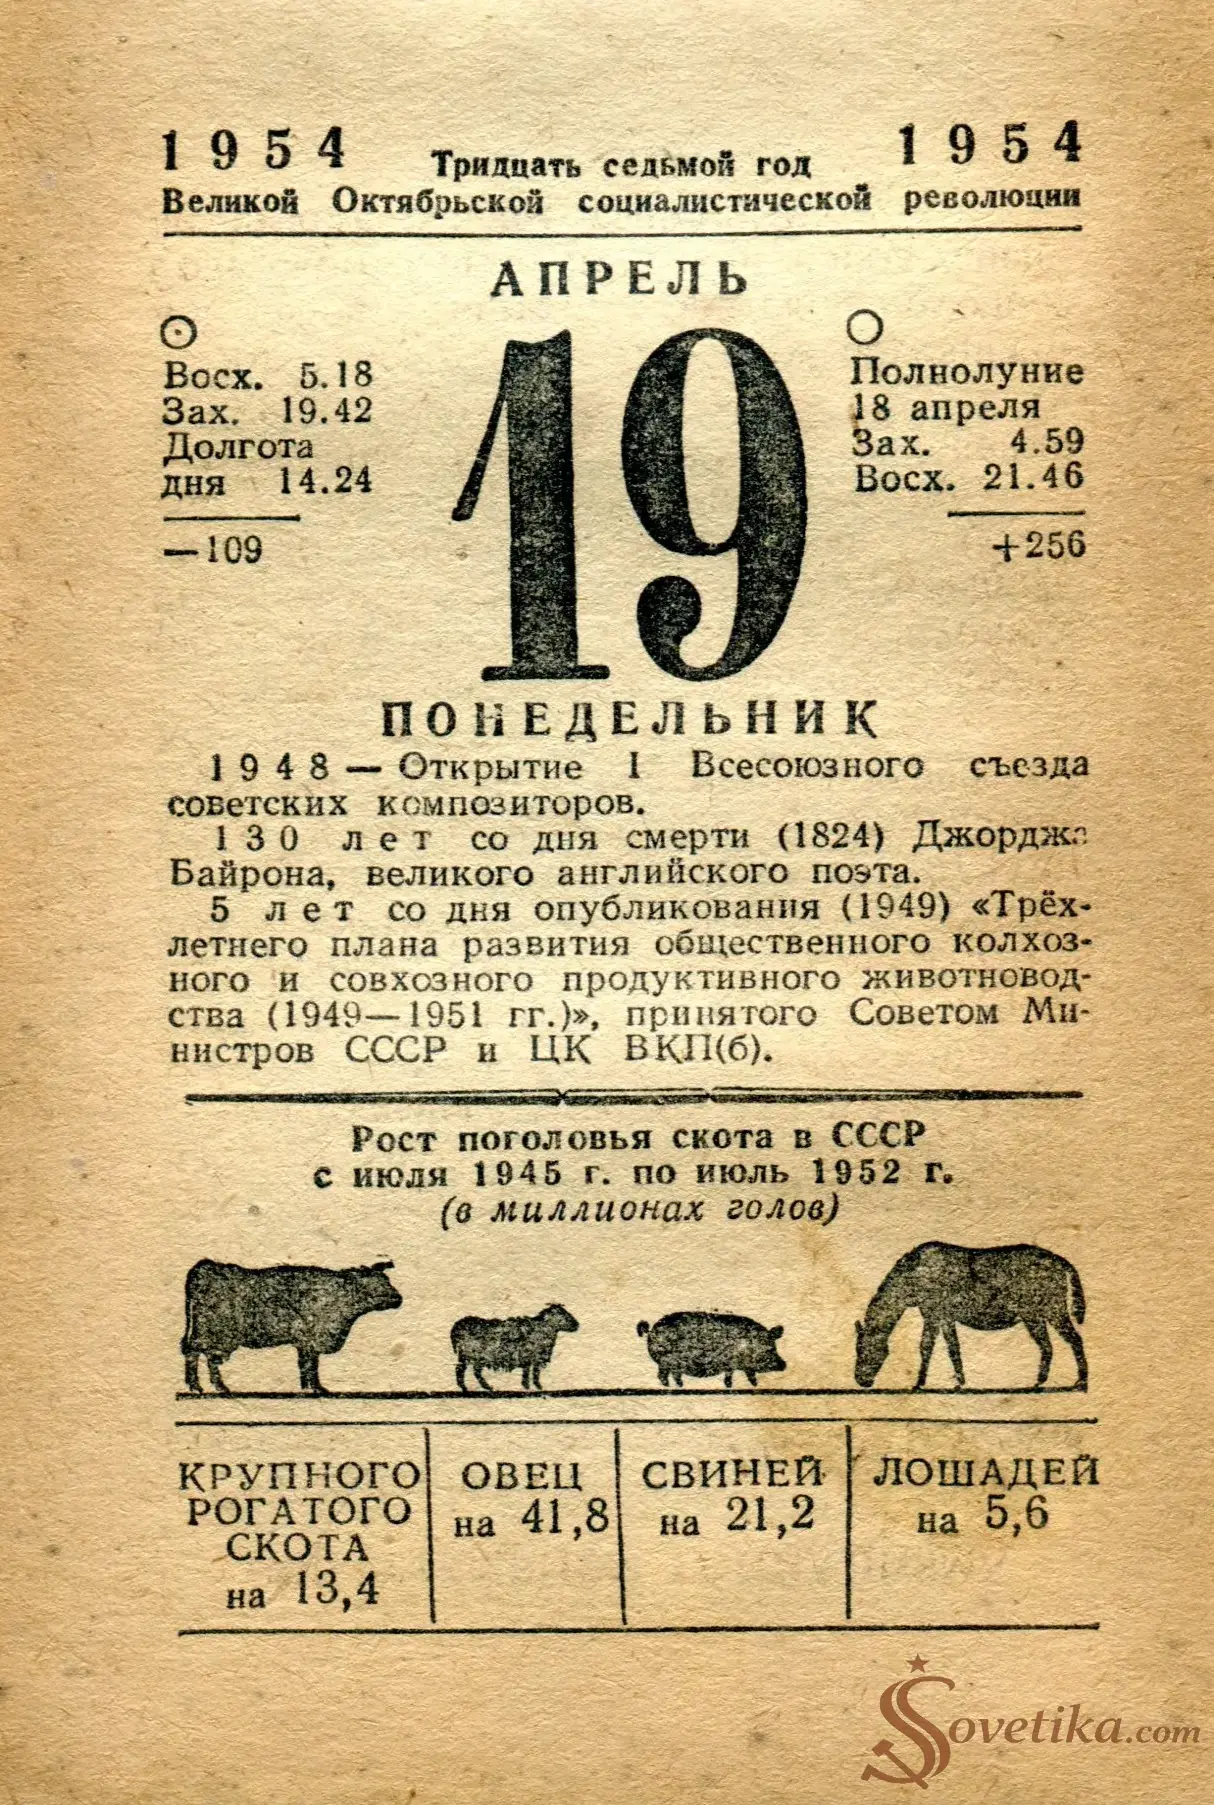 1954 1954
Тридцать седьмой год
Великой Октябрьской социалистической революции
АПРЕЛЬ
Восх. 5.18
Зах. 19.42
Долгота
дня 14.24
—109
19
Полнолуние
18 апреля
Зах. 4.59
Восх. 21.46
+256
ПОНЕДЕЛЬНИК
1948 — Открытие I Всесоюзного съезда
советских композиторов.
130 лет со дня смерти (1824) Джорджа
Байрона, великого английского поэта.
5 лет со дня опубликования (1949) «Трёх-
летнего плана развития общественного колхоз-
ного и совхозного продуктивного животновод-
ства (1949—1951 гг.)», принятого Советом Ми-
нистров СССР и ЦК ВКП(б).
Рост поголовья скота в СССР
с июля 1945 г. по июль 1952 г.
(в миллионах голов)
КРУПНОГО
РОГАТОГО
СКОТА
на 13,4
ОВЕЦ
на 41,8
СВИНЕЙ
на 21,2
ЛОШАДЕЙ
на 5,6
Sovetika.com